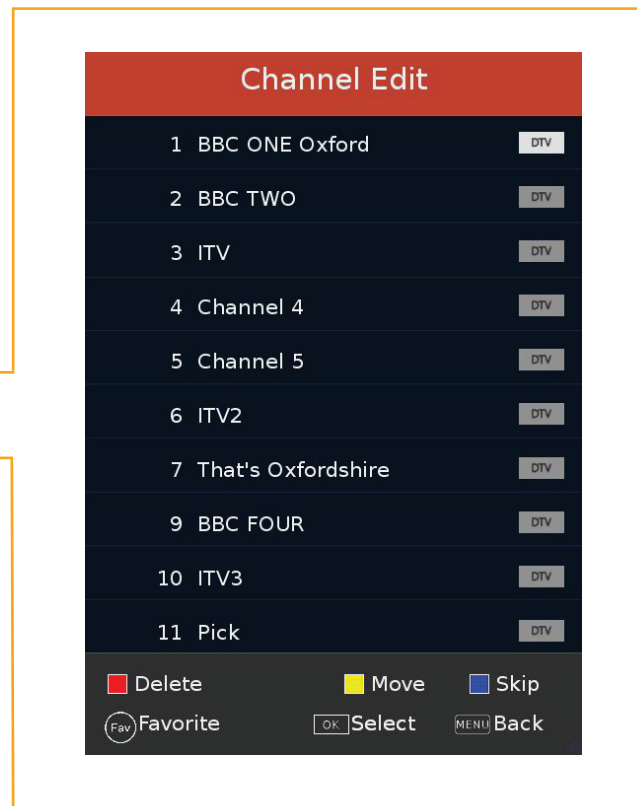 Channel Edit
1 BBC ONE Oxford DTV
2 BBC TWO DTV
3 ITV DTV
4 Channel 4 DTV
5 Channel 5 DTV
6 ITV2 DTV
7 That's Oxfordshire DTV
9 BBC FOUR DTV
10 ITV3 DTV
11 Pick DTV
Delete Move Skip
Fav Favorite OK Select MENU Back